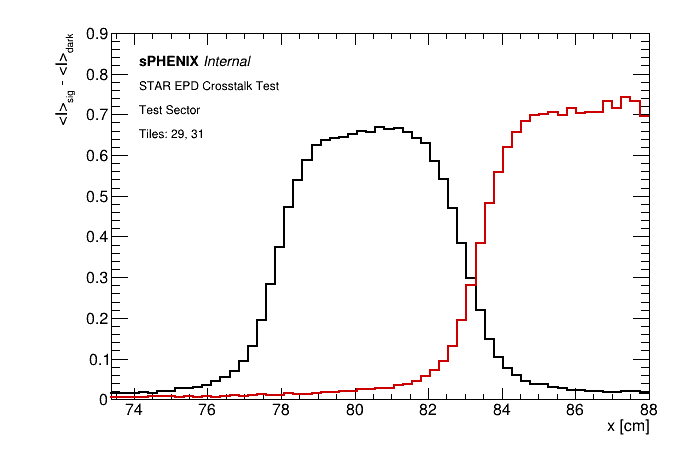 <I>sig - <I>dark
0.9
0.8
0.7
0.6
0.5
0.4
0.3
0.2
0.1
0
sPHENIX Internal
STAR EPD Crosstalk Test
Test Sector
Tiles: 29, 31
74 76 78 80 82 84 86 88
x [cm]